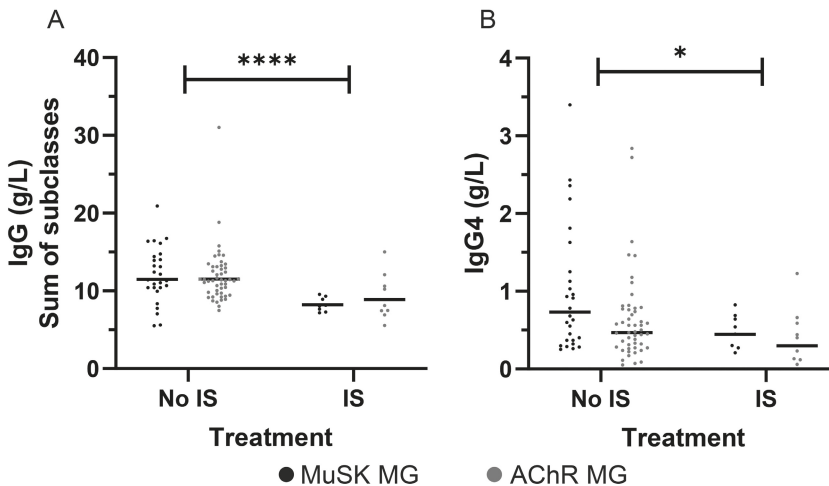 A
B
****
*
40
30
20
10
0
IgG (g/L)
Sum of subclasses
No IS
IS
Treatment
4
3
2
1
0
IgG4 (g/L)
No IS
IS
Treatment
MuSK MG
AChR MG